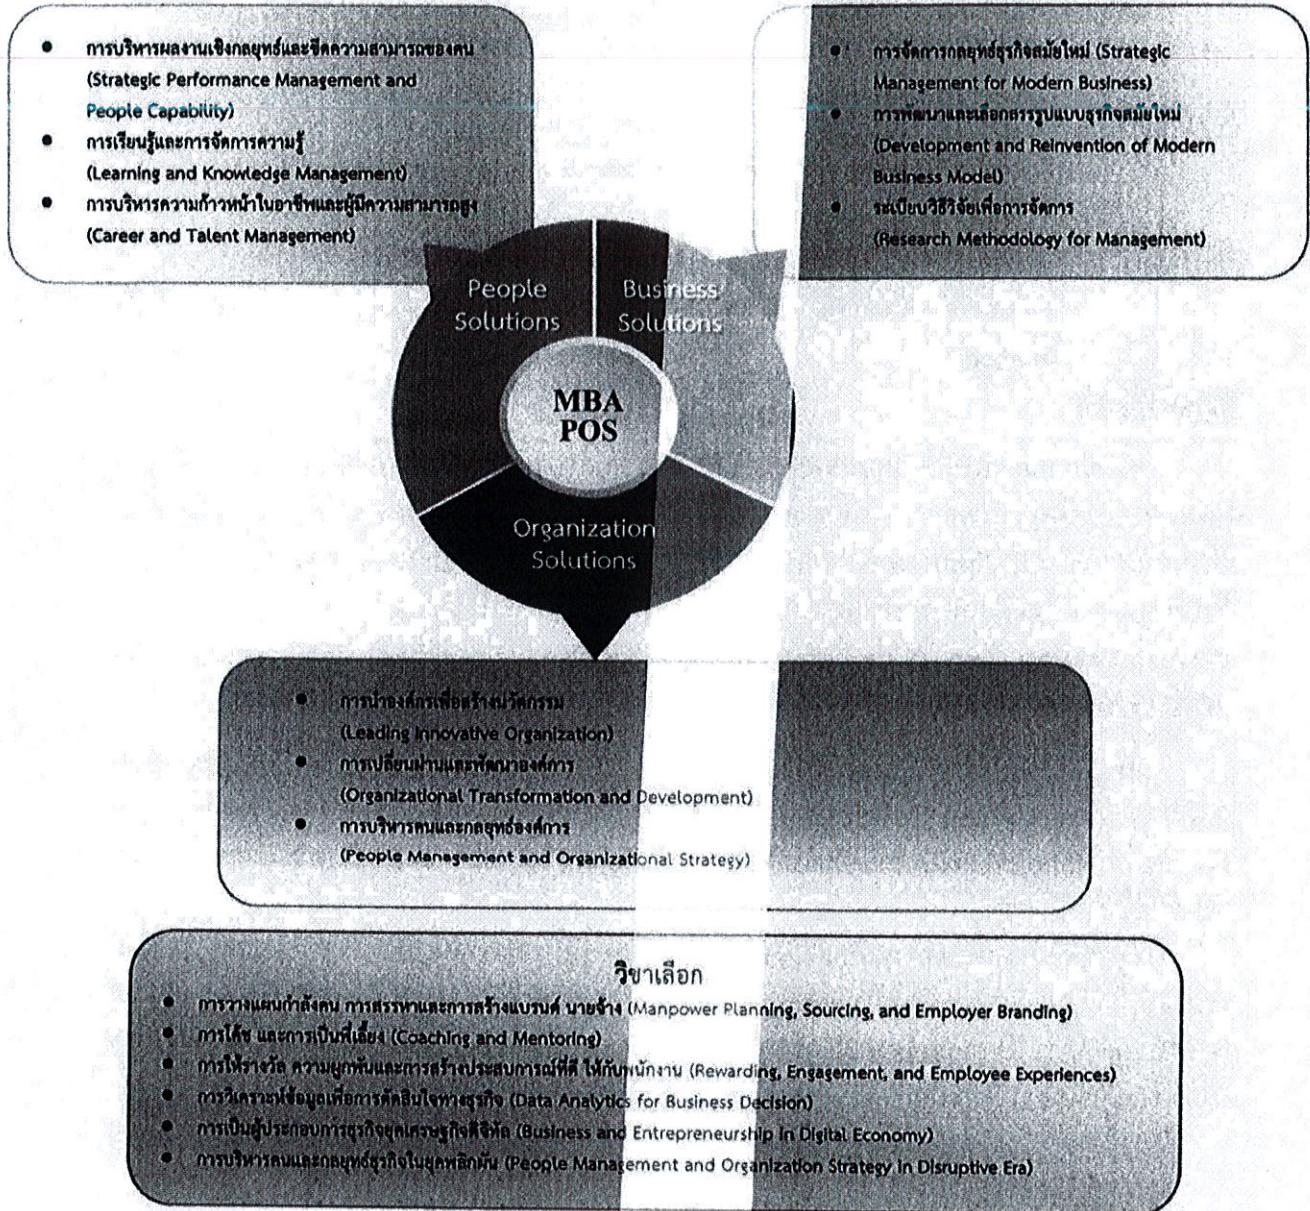 ● การบริหารผลงานเชิงกลยุทธ์และขีดความสามารถของคน
(Strategic Performance Management and
People Capability)
● การเรียนรู้และการจัดการความรู้
(Learning and Knowledge Management)
● การบริหารความก้าวหน้าในอาชีพและผู้มีความสามารถสูง
(Career and Talent Management)
● การจัดการกลยุทธ์ธุรกิจสมัยใหม่ (Strategic
Management for Modern Business)
● การพัฒนาและเลือกสรรรูปแบบธุรกิจสมัยใหม่
(Development and Reinvention of Modern
Business Model)
● ระเบียบวิธีวิจัยเพื่อการจัดการ
(Research Methodology for Management)
People
Solutions
Business
Solutions
MBA
POS
Organization
Solutions
● การนำองค์กรเพื่อสร้างนวัตกรรม
(Leading Innovative Organization)
● การเปลี่ยนผ่านและพัฒนาองค์การ
(Organizational Transformation and Development)
● การบริหารคนและกลยุทธ์องค์การ
(People Management and Organizational Strategy)
วิชาเลือก
● การวางแผนกำลังคน การสรรหาและการสร้างแบรนด์ นายจ้าง (Manpower Planning, Sourcing, and Employer Branding)
● การโค้ช และการเป็นพี่เลี้ยง (Coaching and Mentoring)
● การให้รางวัล ความผูกพันและการสร้างประสบการณ์ที่ดี ให้กับพนักงาน (Rewarding, Engagement, and Employee Experiences)
● การวิเคราะห์ข้อมูลเพื่อการตัดสินใจทางธุรกิจ (Data Analytics for Business Decision)
● การเป็นผู้ประกอบการธุรกิจยุคเศรษฐกิจดิจิทัล (Business and Entrepreneurship in Digital Economy)
● การบริหารคนและกลยุทธ์ธุรกิจในยุคพลิกผัน (People Management and Organization Strategy in Disruptive Era)